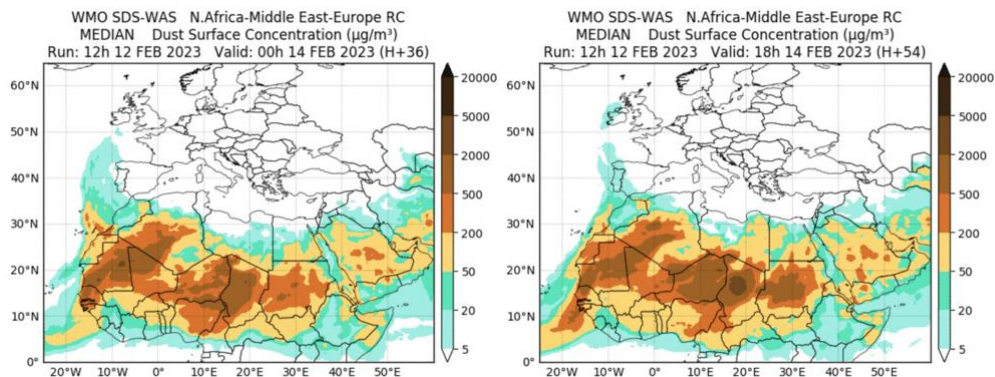 WMO SDS-WAS   N.Africa-Middle East-Europe RC
MEDIAN   Dust Surface Concentration (µg/m³)
Run: 12h 12 FEB 2023   Valid: 00h 14 FEB 2023 (H+36)
60°N
50°N
40°N
30°N
20°N
10°N
0°
20°W 10°W 0° 10°E 20°E 30°E 40°E 50°E
20000
5000
2000
500
200
50
20
5
WMO SDS-WAS   N.Africa-Middle East-Europe RC
MEDIAN   Dust Surface Concentration (µg/m³)
Run: 12h 12 FEB 2023   Valid: 18h 14 FEB 2023 (H+54)
60°N
50°N
40°N
30°N
20°N
10°N
0°
20°W 10°W 0° 10°E 20°E 30°E 40°E 50°E
20000
5000
2000
500
200
50
20
5